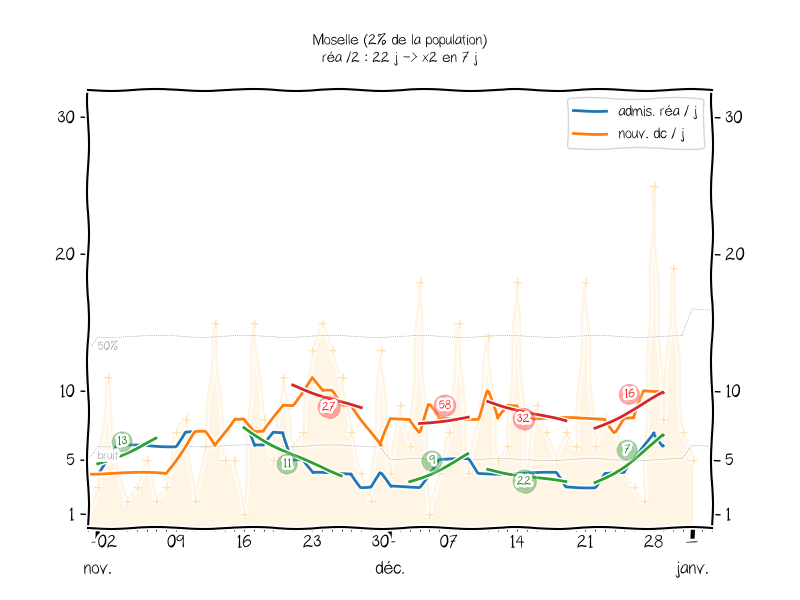 Moselle (2% de la population)
réa /2 : 22 j -> x2 en 7 j
admis. réa / j
nouv. dc / j
30 30
20 20
50%
10 10
27 58 32 16
13 11 9 22 7
bruit
5 5
1 1
02 09 16 23 30 07 14 21 28
nov. déc. janv.